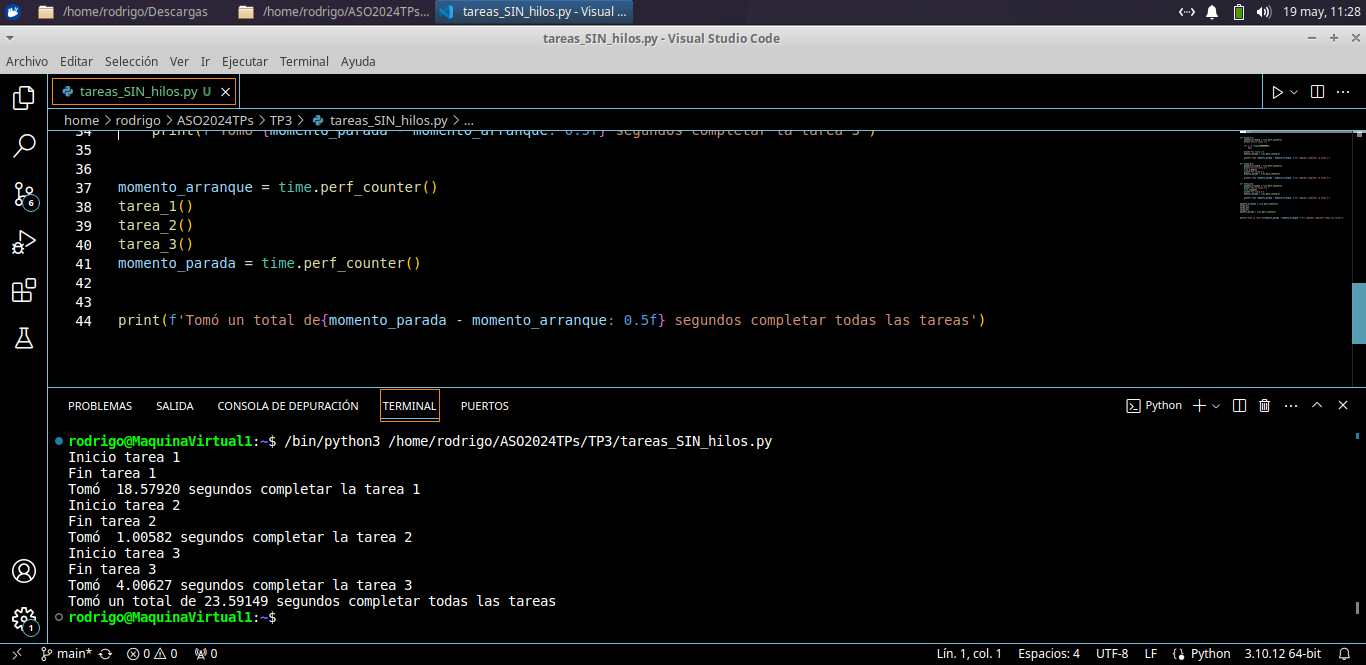 /home/rodrigo/Descargas /home/rodrigo/ASO2024TPs... tareas_SIN_hilos.py - Visual ... 19 may, 11:28
tareas_SIN_hilos.py - Visual Studio Code
Archivo Editar Selección Ver Ir Ejecutar Terminal Ayuda
tareas_SIN_hilos.py U
home > rodrigo > ASO2024TPs > TP3 > tareas_SIN_hilos.py > ...
34 print(f'Tomó {momento_parada - momento_arranque: 0.5f} segundos completar la tarea 3')
35
36
37 momento_arranque = time.perf_counter()
38 tarea_1()
39 tarea_2()
40 tarea_3()
41 momento_parada = time.perf_counter()
42
43
44 print(f'Tomó un total de{momento_parada - momento_arranque: 0.5f} segundos completar todas las tareas')
6
PROBLEMAS SALIDA CONSOLA DE DEPURACIÓN TERMINAL PUERTOS Python
rodrigo@MaquinaVirtual1:~$ /bin/python3 /home/rodrigo/ASO2024TPs/TP3/tareas_SIN_hilos.py
Inicio tarea 1
Fin tarea 1
Tomó  18.57920 segundos completar la tarea 1
Inicio tarea 2
Fin tarea 2
Tomó  1.00582 segundos completar la tarea 2
Inicio tarea 3
Fin tarea 3
Tomó  4.00627 segundos completar la tarea 3
Tomó un total de 23.59149 segundos completar todas las tareas
rodrigo@MaquinaVirtual1:~$
1
main* 0 0 0 Lín. 1, col. 1 Espacios: 4 UTF-8 LF Python 3.10.12 64-bit